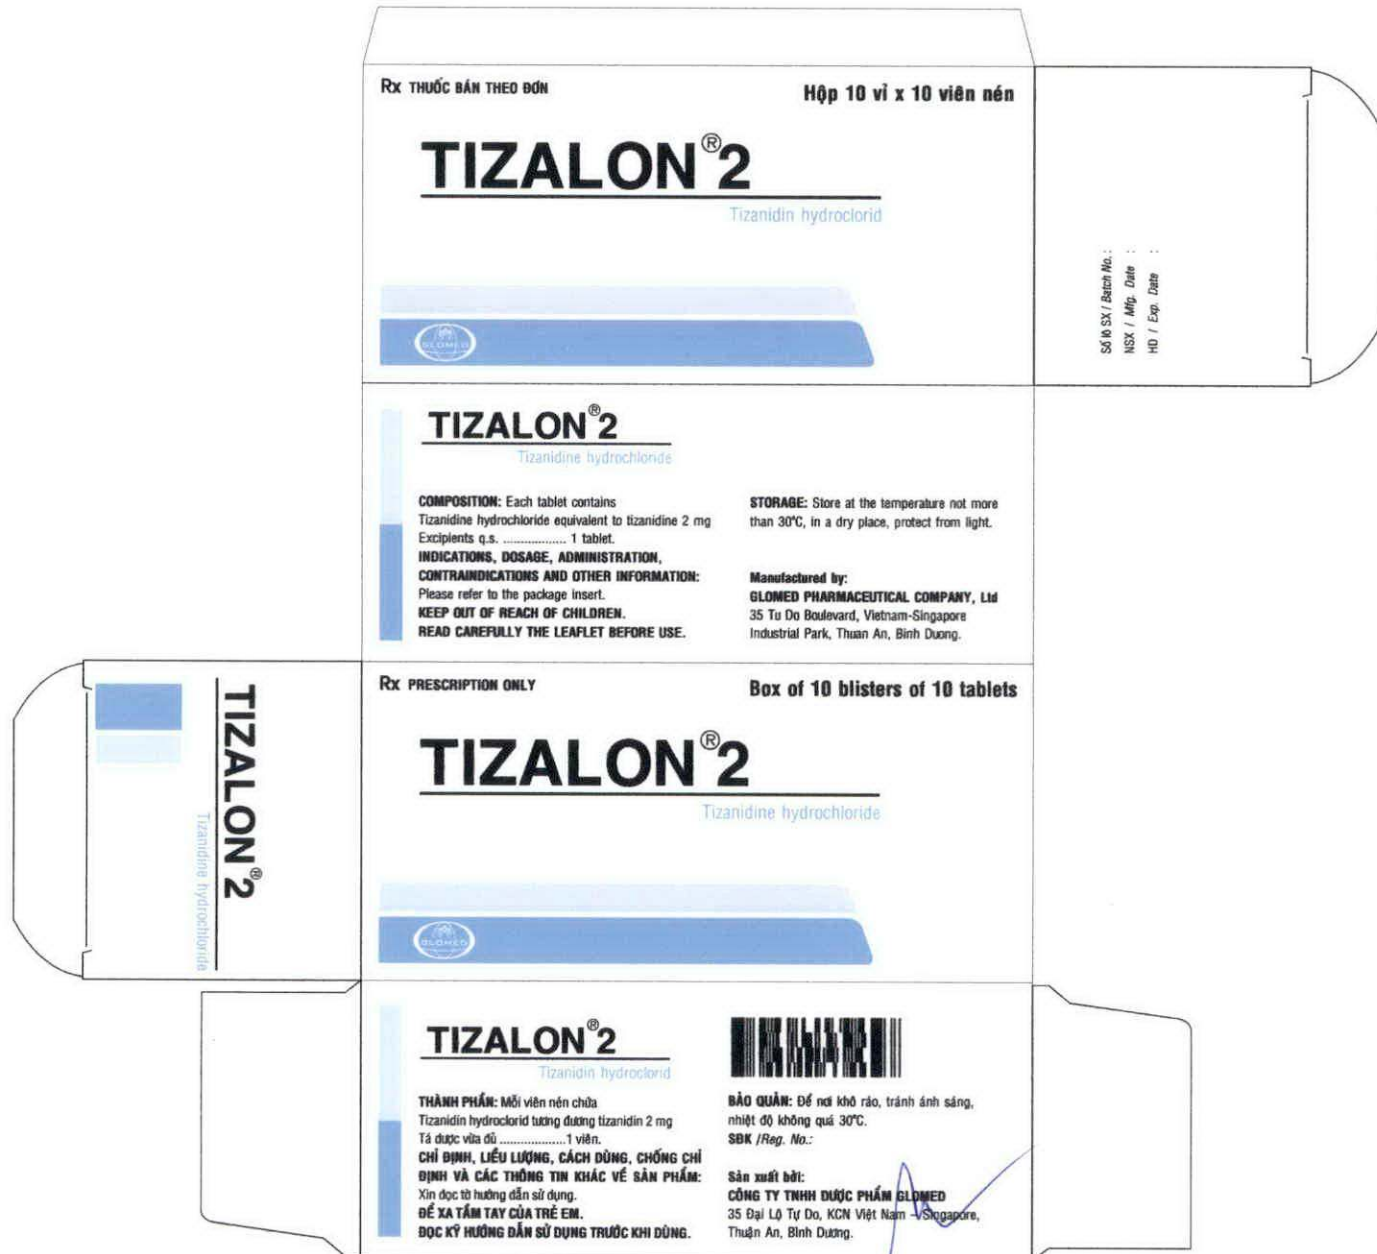 Rx THUỐC BÁN THEO ĐƠN
Hộp 10 vỉ x 10 viên nén
TIZALON®2
Tizanidin hydroclorid
GLOMED
Số lô SX / Batch No. :
NSX / Mfg. Date :
HD / Exp. Date :
TIZALON®2
Tizanidine hydrochloride
COMPOSITION: Each tablet contains
Tizanidine hydrochloride equivalent to tizanidine 2 mg
Excipients q.s. .................. 1 tablet.
INDICATIONS, DOSAGE, ADMINISTRATION,
CONTRAINDICATIONS AND OTHER INFORMATION:
Please refer to the package insert.
KEEP OUT OF REACH OF CHILDREN.
READ CAREFULLY THE LEAFLET BEFORE USE.
STORAGE: Store at the temperature not more
than 30°C, in a dry place, protect from light.
Manufactured by:
GLOMED PHARMACEUTICAL COMPANY, Ltd
35 Tu Do Boulevard, Vietnam-Singapore
Industrial Park, Thuan An, Binh Duong.
Rx PRESCRIPTION ONLY
Box of 10 blisters of 10 tablets
TIZALON®2
Tizanidine hydrochloride
GLOMED
TIZALON®2
Tizanidine hydrochloride
TIZALON®2
Tizanidin hydroclorid
THÀNH PHẦN: Mỗi viên nén chứa
Tizanidin hydroclorid tương đương tizanidin 2 mg
Tá dược vừa đủ ...................1 viên.
CHỈ ĐỊNH, LIỀU LƯỢNG, CÁCH DÙNG, CHỐNG CHỈ
ĐỊNH VÀ CÁC THÔNG TIN KHÁC VỀ SẢN PHẨM:
Xin đọc tờ hướng dẫn sử dụng.
ĐỂ XA TẦM TAY CỦA TRẺ EM.
ĐỌC KỸ HƯỚNG DẪN SỬ DỤNG TRƯỚC KHI DÙNG.
BẢO QUẢN: Để nơi khô ráo, tránh ánh sáng,
nhiệt độ không quá 30°C.
SĐK /Reg. No.:
Sản xuất bởi:
CÔNG TY TNHH DƯỢC PHẨM GLOMED
35 Đại Lộ Tự Do, KCN Việt Nam – Singapore,
Thuận An, Bình Dương.